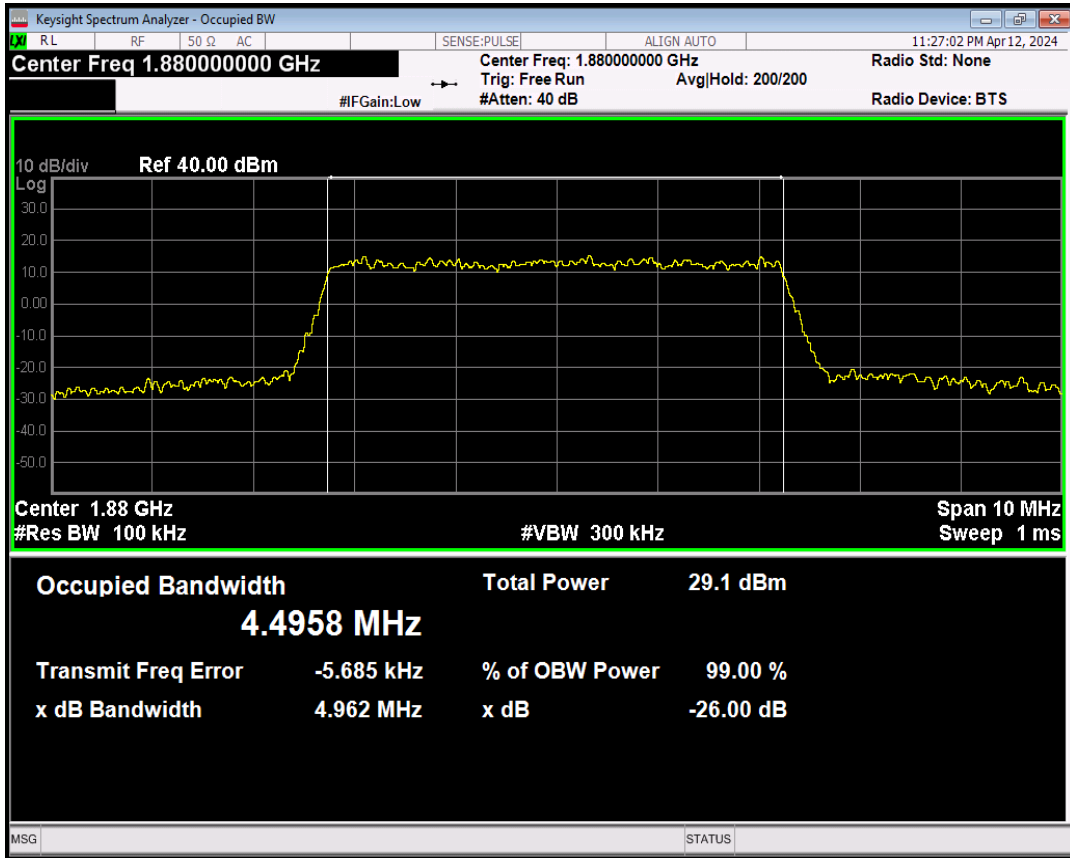 Keysight Spectrum Analyzer - Occupied BW
LXI RL RF 50 Ω AC SENSE:PULSE ALIGN AUTO 11:27:02 PM Apr 12, 2024
Center Freq 1.880000000 GHz Center Freq: 1.880000000 GHz Radio Std: None
Trig: Free Run Avg|Hold: 200/200
#IFGain:Low #Atten: 40 dB Radio Device: BTS
10 dB/div Ref 40.00 dBm
Log
30.0
20.0
10.0
0.00
-10.0
-20.0
-30.0
-40.0
-50.0
Center 1.88 GHz Span 10 MHz
#Res BW 100 kHz #VBW 300 kHz Sweep 1 ms
Occupied Bandwidth Total Power 29.1 dBm
4.4958 MHz
Transmit Freq Error -5.685 kHz % of OBW Power 99.00 %
x dB Bandwidth 4.962 MHz x dB -26.00 dB
MSG STATUS